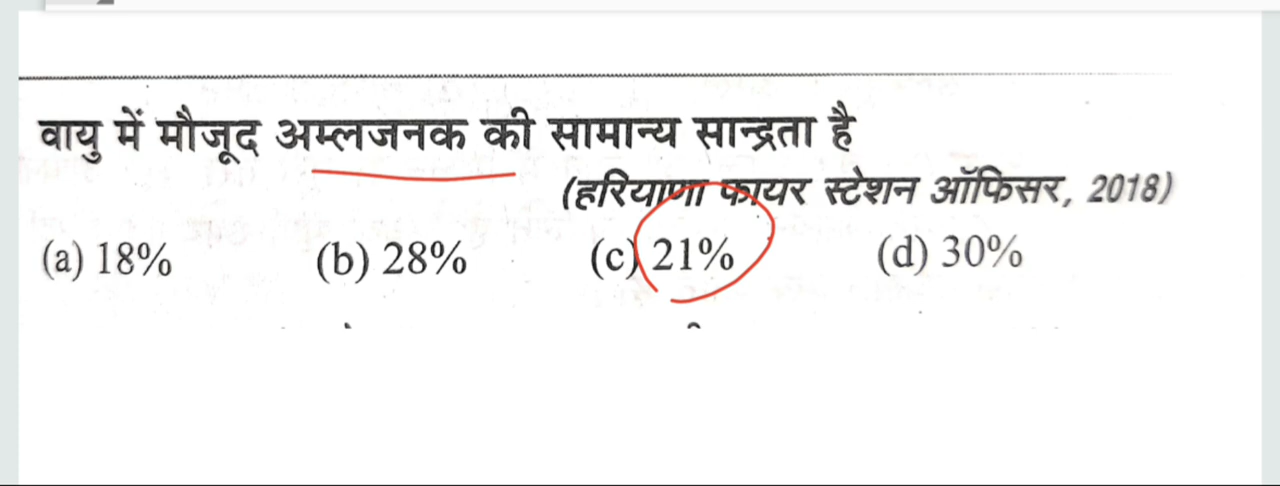 वायु में मौजूद अम्लजनक की सामान्य सान्द्रता है
(हरियाणा फायर स्टेशन ऑफिसर, 2018)
(a) 18% (b) 28% (c) 21% (d) 30%